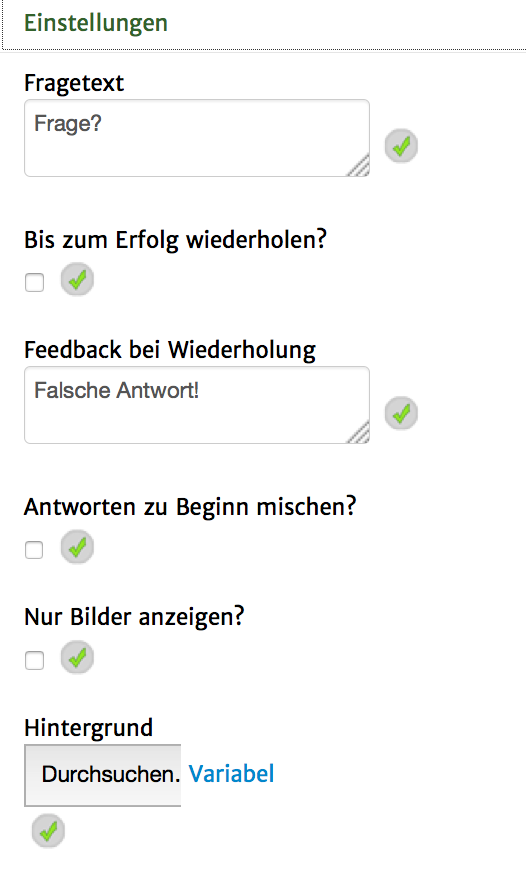 Einstellungen
Fragetext
Frage?
Bis zum Erfolg wiederholen?
Feedback bei Wiederholung
Falsche Antwort!
Antworten zu Beginn mischen?
Nur Bilder anzeigen?
Hintergrund
Durchsuchen. Variabel